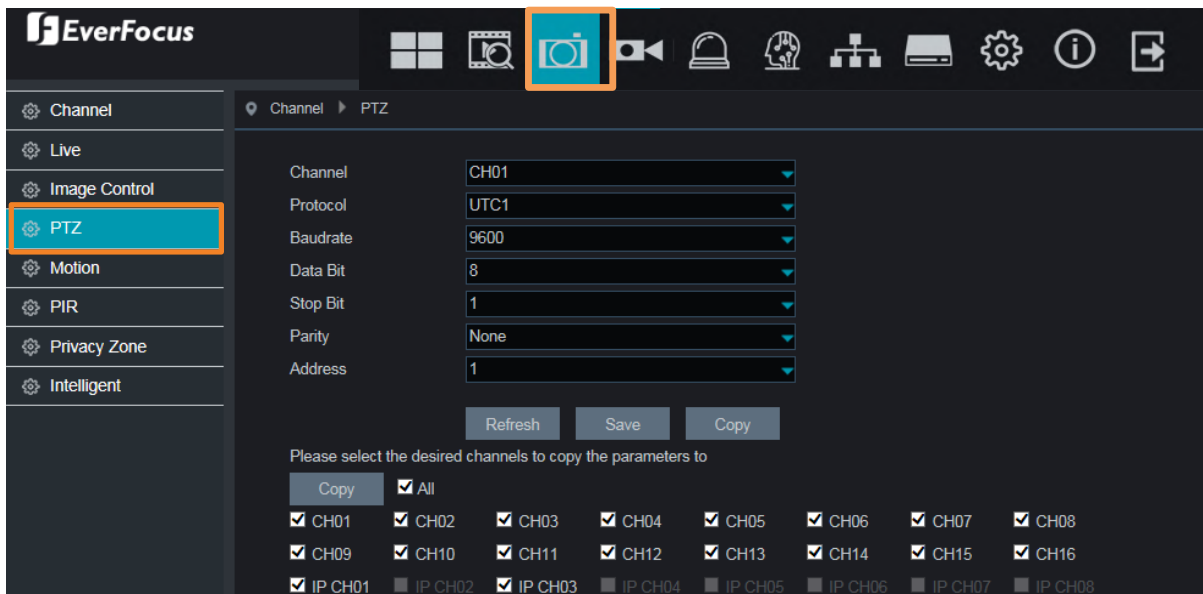 EverFocus
Channel
Live
Image Control
PTZ
Motion
PIR
Privacy Zone
Intelligent
Channel PTZ
Channel CH01
Protocol UTC1
Baudrate 9600
Data Bit 8
Stop Bit 1
Parity None
Address 1
Refresh Save Copy
Please select the desired channels to copy the parameters to
Copy All
CH01 CH02 CH03 CH04 CH05 CH06 CH07 CH08
CH09 CH10 CH11 CH12 CH13 CH14 CH15 CH16
IP CH01 IP CH02 IP CH03 IP CH04 IP CH05 IP CH06 IP CH07 IP CH08